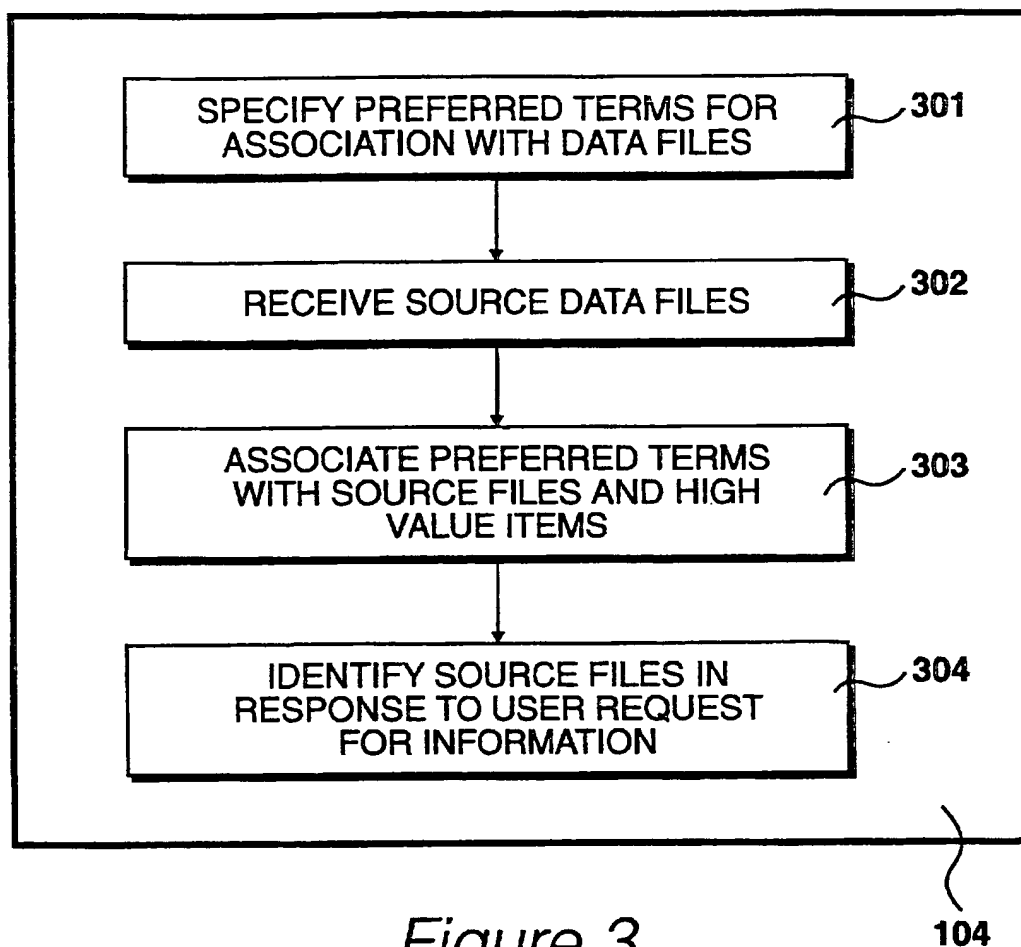 SPECIFY PREFERRED TERMS FOR
ASSOCIATION WITH DATA FILES
301
RECEIVE SOURCE DATA FILES
302
ASSOCIATE PREFERRED TERMS
WITH SOURCE FILES AND HIGH
VALUE ITEMS
303
IDENTIFY SOURCE FILES IN
RESPONSE TO USER REQUEST
FOR INFORMATION
304
104
Figure 3